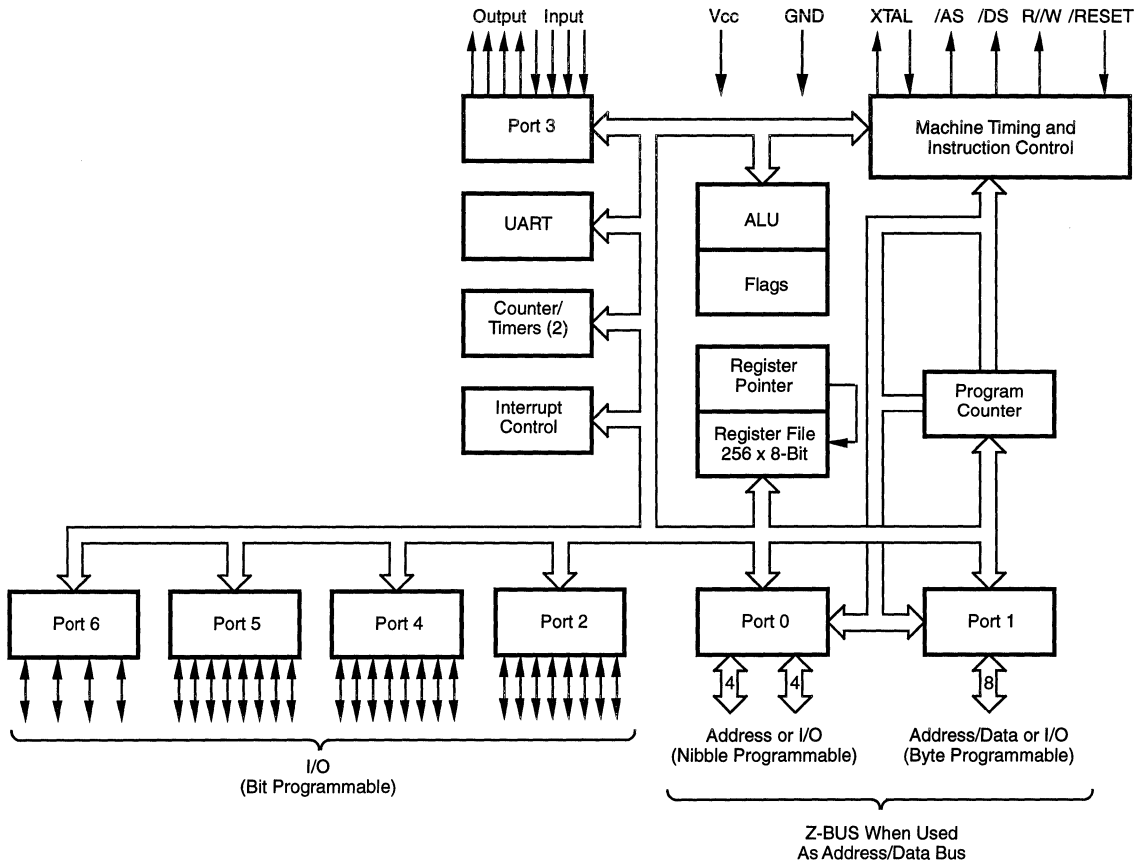 Output Input Vcc GND XTAL /AS /DS R//W /RESET
Port 3
Machine Timing and
Instruction Control
UART
ALU
Flags
Counter/
Timers (2)
Register
Pointer
Program
Counter
Interrupt
Control
Register File
256 x 8-Bit
Port 6
Port 5
Port 4
Port 2
Port 0
Port 1
4
4
8
Address or I/O
(Nibble Programmable)
Address/Data or I/O
(Byte Programmable)
I/O
(Bit Programmable)
Z-BUS When Used
As Address/Data Bus